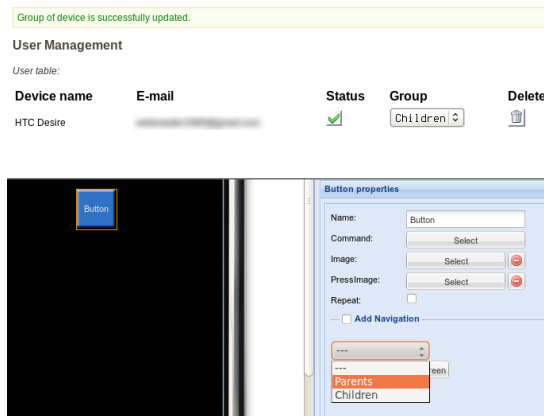 Group of device is successfully updated.
User Management
User table:
Device name E-mail Status Group Delete
HTC Desire Children
Button properties
Button
Name: Button
Command: Select
Image: Select
PressImage: Select
Repeat:
Add Navigation
---
---
Parents
Children